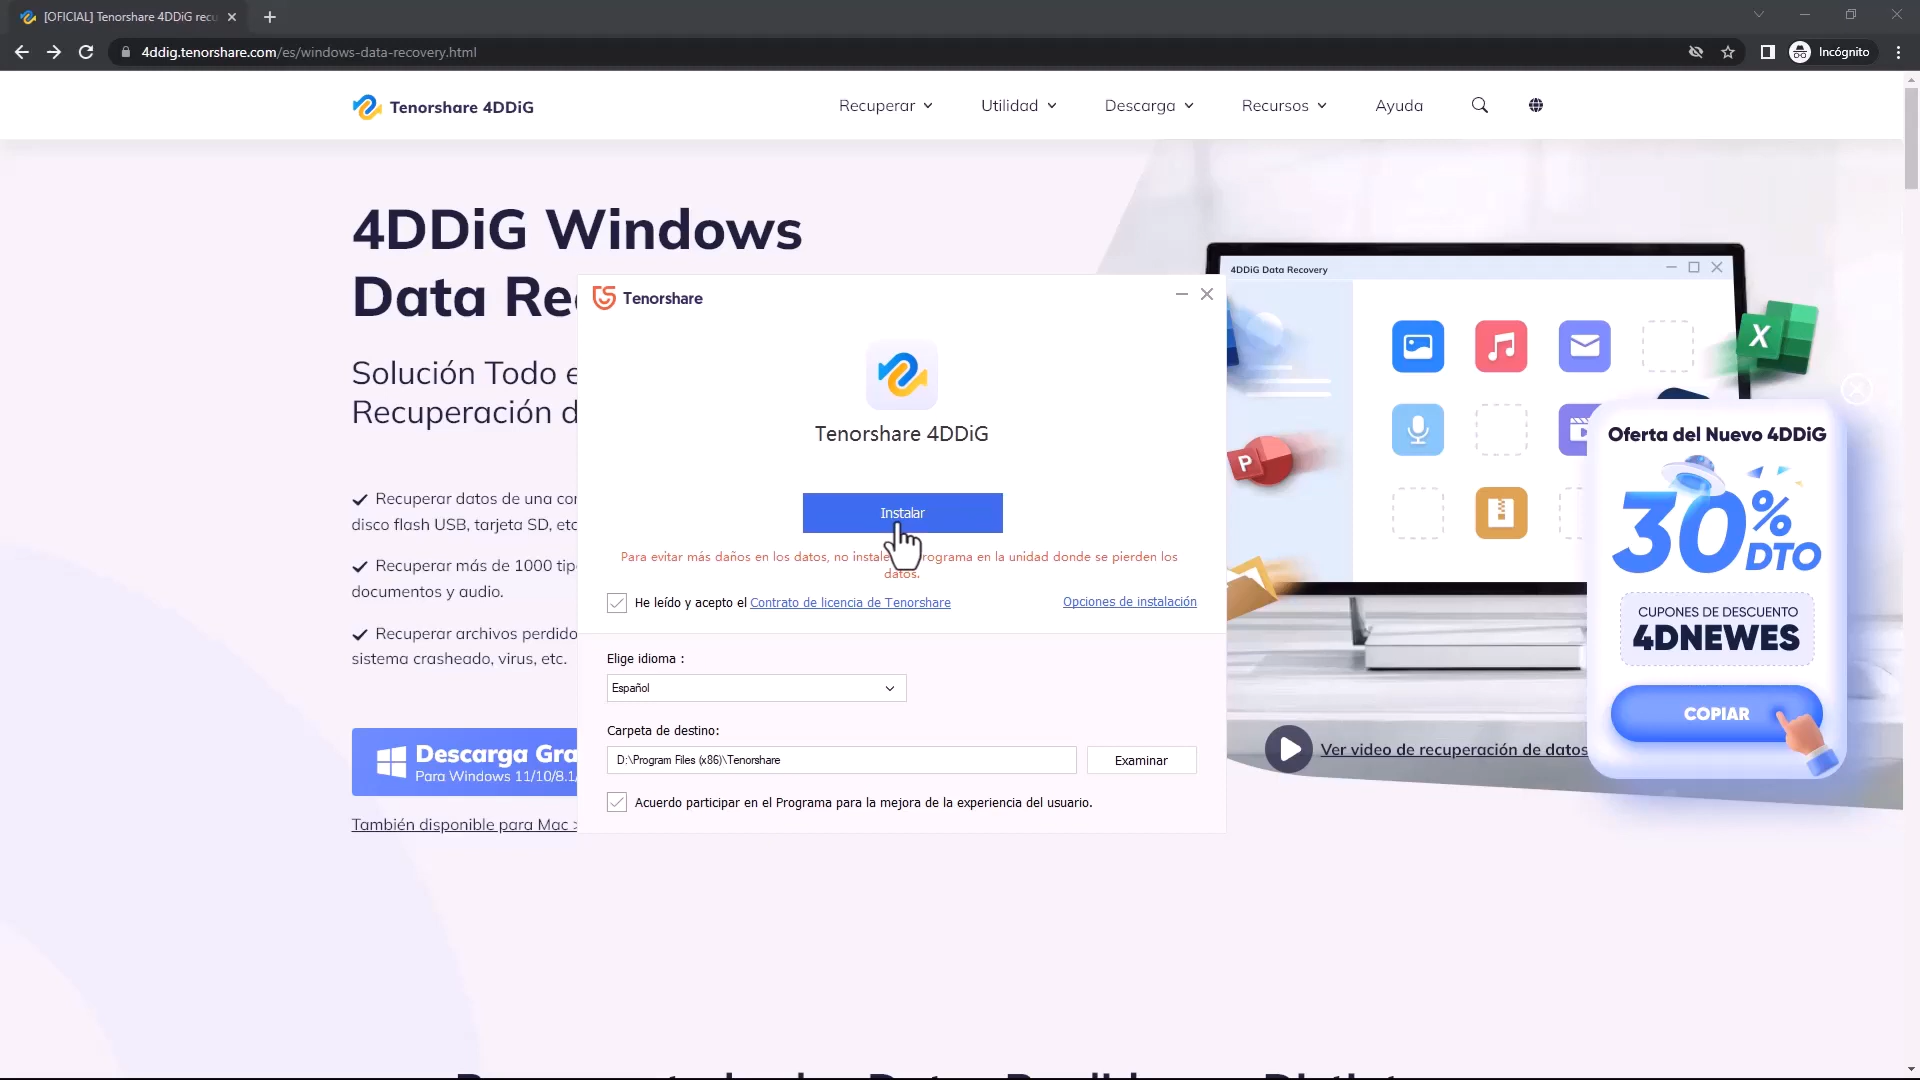 [OFICIAL] Tenorshare 4DDiG recu
4ddig.tenorshare.com/es/windows-data-recovery.html
Incógnito
Tenorshare 4DDiG
Recuperar
Utilidad
Descarga
Recursos
Ayuda
4DDiG Windows
Data Re
Solución Todo e
Recuperación d
Recuperar datos de una co
disco flash USB, tarjeta SD, etc
Recuperar más de 1000 tip
documentos y audio.
Recuperar archivos perdido
sistema crasheado, virus, etc.
Descarga Gra
Para Windows 11/10/8.1/
También disponible para Mac >
Tenorshare
Tenorshare 4DDiG
Instalar
Para evitar más daños en los datos, no instale programa en la unidad donde se pierden los
datos.
He leído y acepto el Contrato de licencia de Tenorshare
Opciones de instalación
Elige idioma :
Español
Carpeta de destino:
D:\Program Files (x86)\Tenorshare
Examinar
Acuerdo participar en el Programa para la mejora de la experiencia del usuario.
4DDiG Data Recovery
X
P
Ver video de recuperación de datos
Oferta del Nuevo 4DDiG
30% DTO
CUPONES DE DESCUENTO
4DNEWES
COPIAR